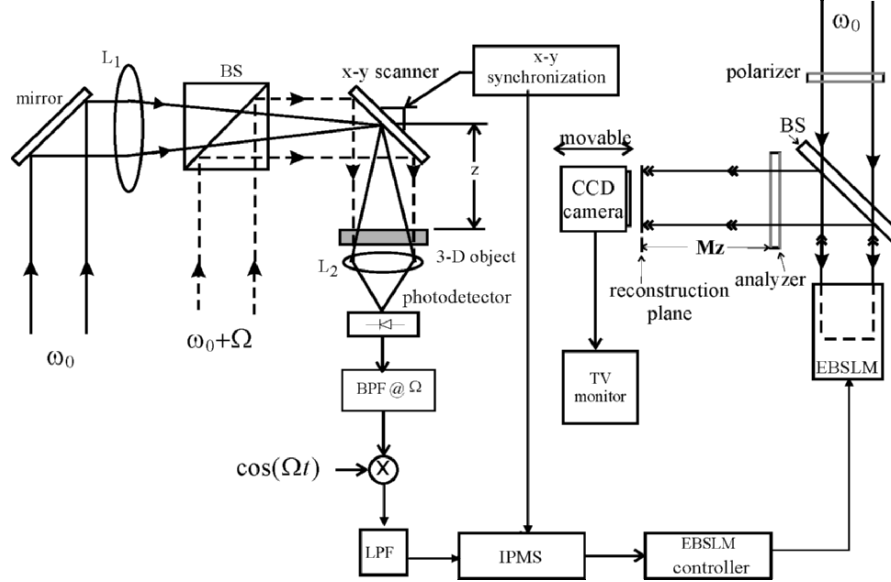 ω₀
L₁
BS
x-y scanner
x-y
synchronization
polarizer
mirror
BS
movable
z
CCD
camera
Mz
3-D object
L₂
analyzer
reconstruction
plane
photodetector
ω₀
ω₀+Ω
EBSLM
BPF @ Ω
TV
monitor
cos(Ωt)
X
LPF
IPMS
EBSLM
controller